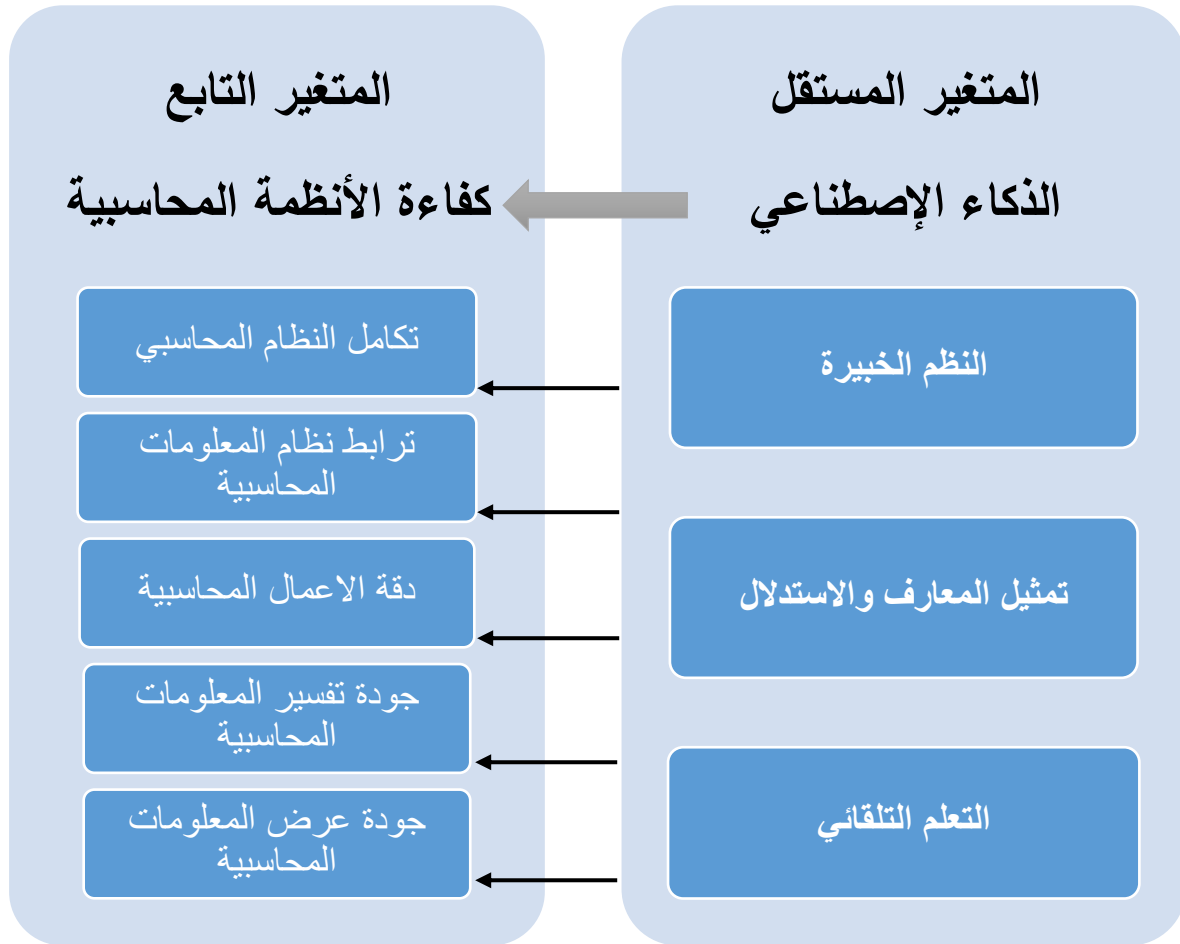 المتغير المستقل
الذكاء الإصطناعي
النظم الخبيرة
تمثيل المعارف والاستدلال
التعلم التلقائي
المتغير التابع
كفاءة الأنظمة المحاسبية
تكامل النظام المحاسبي
ترابط نظام المعلومات
المحاسبية
دقة الاعمال المحاسبية
جودة تفسير المعلومات
المحاسبية
جودة عرض المعلومات
المحاسبية